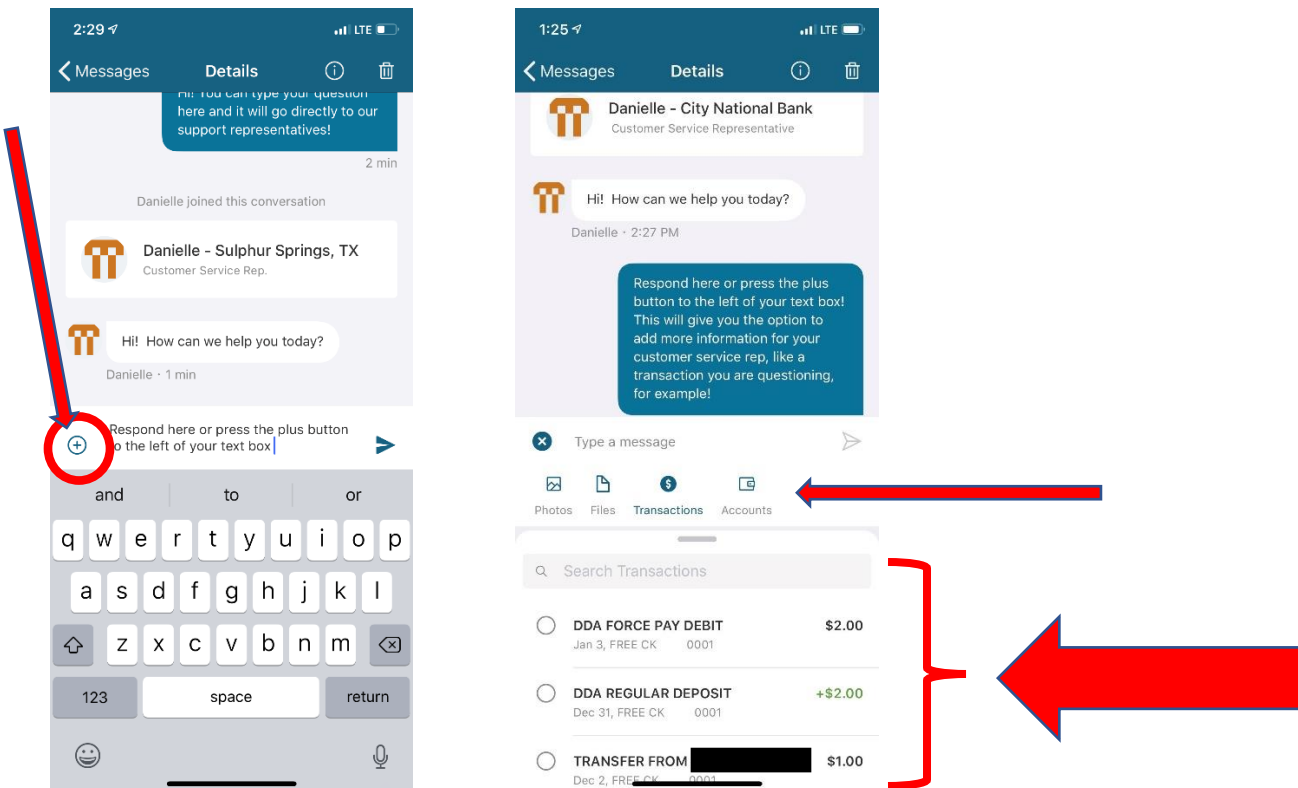 2:29
LTE
Messages
Details
Hi! You can type your question
here and it will go directly to our
support representatives!
2 min
Danielle joined this conversation
Danielle - Sulphur Springs, TX
Customer Service Rep.
Hi! How can we help you today?
Danielle · 1 min
Respond here or press the plus button
to the left of your text box
and to or
q w e r t y u i o p
a s d f g h j k l
z x c v b n m
123 space return
1:25
LTE
Messages
Details
Danielle - City National Bank
Customer Service Representative
Hi! How can we help you today?
Danielle · 2:27 PM
Respond here or press the plus
button to the left of your text box!
This will give you the option to
add more information for your
customer service rep, like a
transaction you are questioning,
for example!
Type a message
Photos Files Transactions Accounts
Search Transactions
DDA FORCE PAY DEBIT $2.00
Jan 3, FREE CK 0001
DDA REGULAR DEPOSIT +$2.00
Dec 31, FREE CK 0001
TRANSFER FROM $1.00
Dec 2, FREE CK 0001